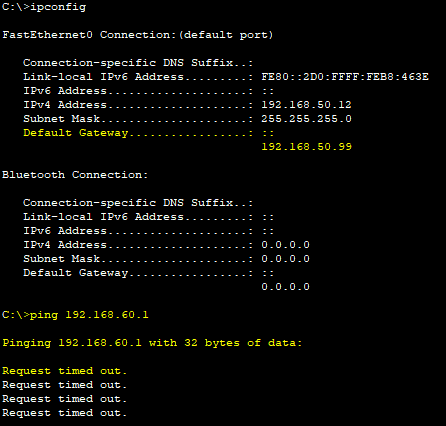 C:\>ipconfig
FastEthernet0 Connection:(default port)
Connection-specific DNS Suffix..:
Link-local IPv6 Address.........: FE80::2D0:FFFF:FEB8:463E
IPv6 Address....................: ::
IPv4 Address....................: 192.168.50.12
Subnet Mask.....................: 255.255.255.0
Default Gateway.................: ::
192.168.50.99
Bluetooth Connection:
Connection-specific DNS Suffix..:
Link-local IPv6 Address.........: ::
IPv6 Address....................: ::
IPv4 Address....................: 0.0.0.0
Subnet Mask.....................: 0.0.0.0
Default Gateway.................: ::
0.0.0.0
C:\>ping 192.168.60.1
Pinging 192.168.60.1 with 32 bytes of data:
Request timed out.
Request timed out.
Request timed out.
Request timed out.